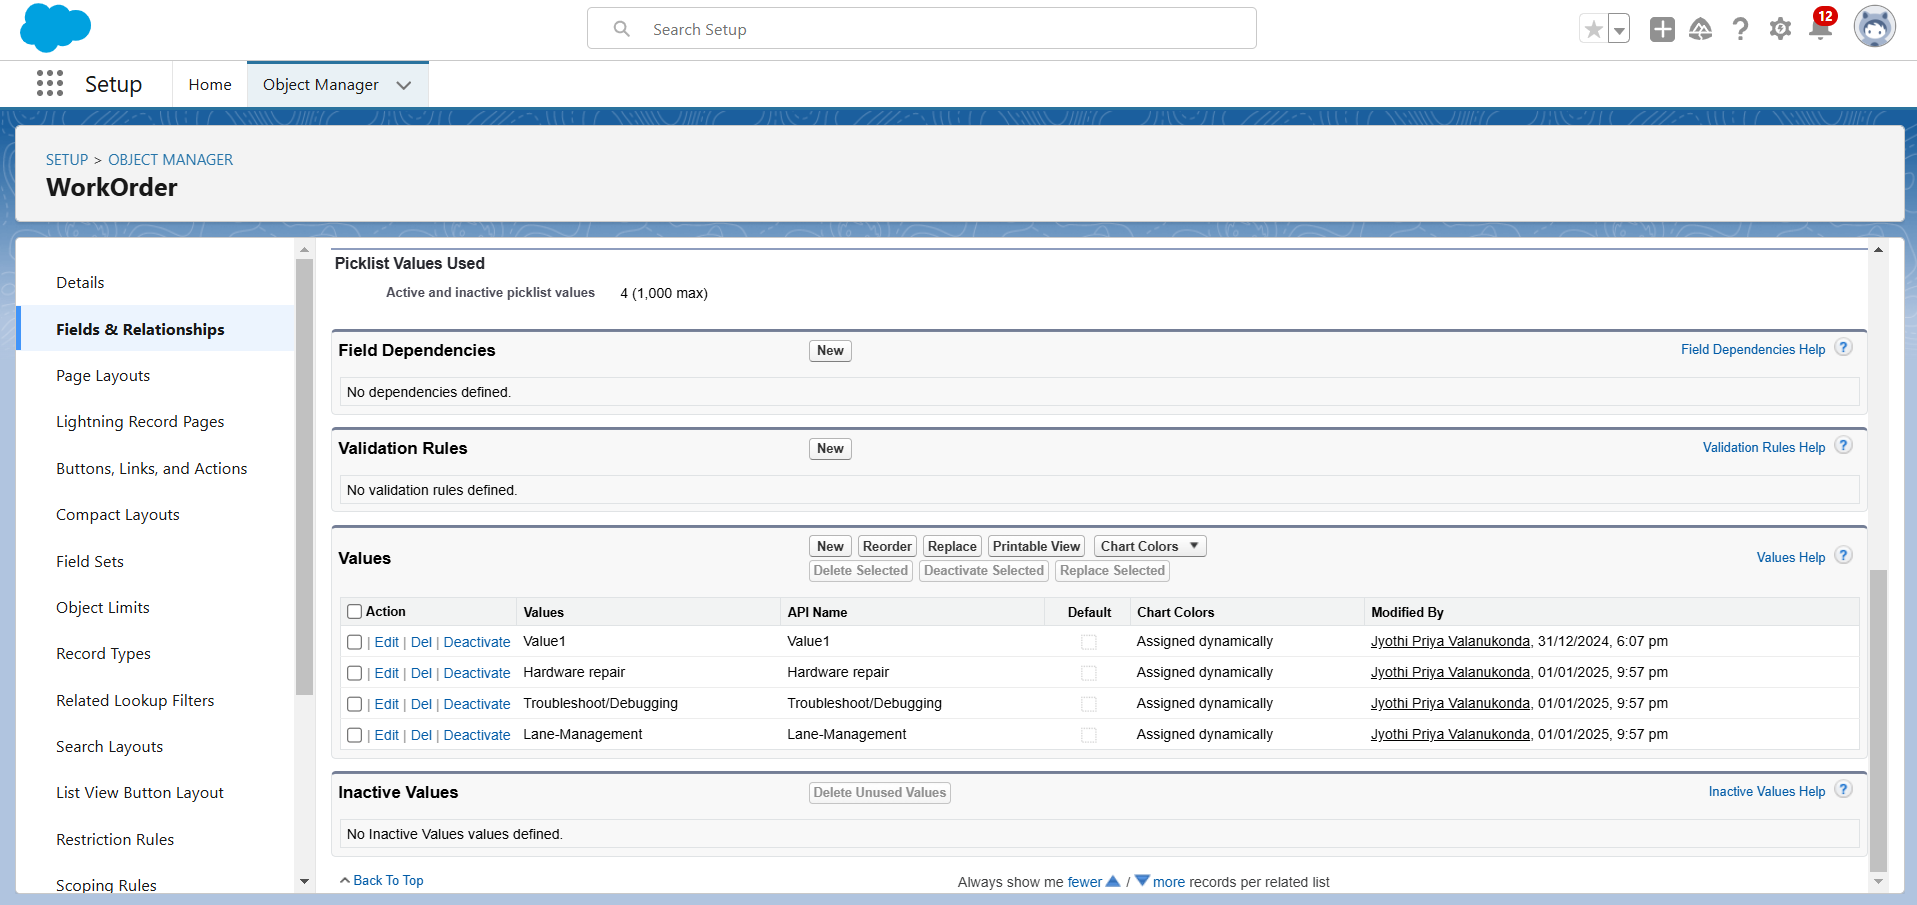 Search Setup
12
Setup
Home
Object Manager
SETUP > OBJECT MANAGER
WorkOrder
Details
Fields & Relationships
Page Layouts
Lightning Record Pages
Buttons, Links, and Actions
Compact Layouts
Field Sets
Object Limits
Record Types
Related Lookup Filters
Search Layouts
List View Button Layout
Restriction Rules
Scoping Rules
Picklist Values Used
Active and inactive picklist values 4 (1,000 max)
Field Dependencies New Field Dependencies Help ?
No dependencies defined.
Validation Rules New Validation Rules Help ?
No validation rules defined.
Values New Reorder Replace Printable View Chart Colors Values Help ?
Delete Selected Deactivate Selected Replace Selected
Action Values API Name Default Chart Colors Modified By
| Edit | Del | Deactivate Value1 Value1 Assigned dynamically Jyothi Priya Valanukonda, 31/12/2024, 6:07 pm
| Edit | Del | Deactivate Hardware repair Hardware repair Assigned dynamically Jyothi Priya Valanukonda, 01/01/2025, 9:57 pm
| Edit | Del | Deactivate Troubleshoot/Debugging Troubleshoot/Debugging Assigned dynamically Jyothi Priya Valanukonda, 01/01/2025, 9:57 pm
| Edit | Del | Deactivate Lane-Management Lane-Management Assigned dynamically Jyothi Priya Valanukonda, 01/01/2025, 9:57 pm
Inactive Values Delete Unused Values Inactive Values Help ?
No Inactive Values values defined.
Back To Top
Always show me fewer / more records per related list